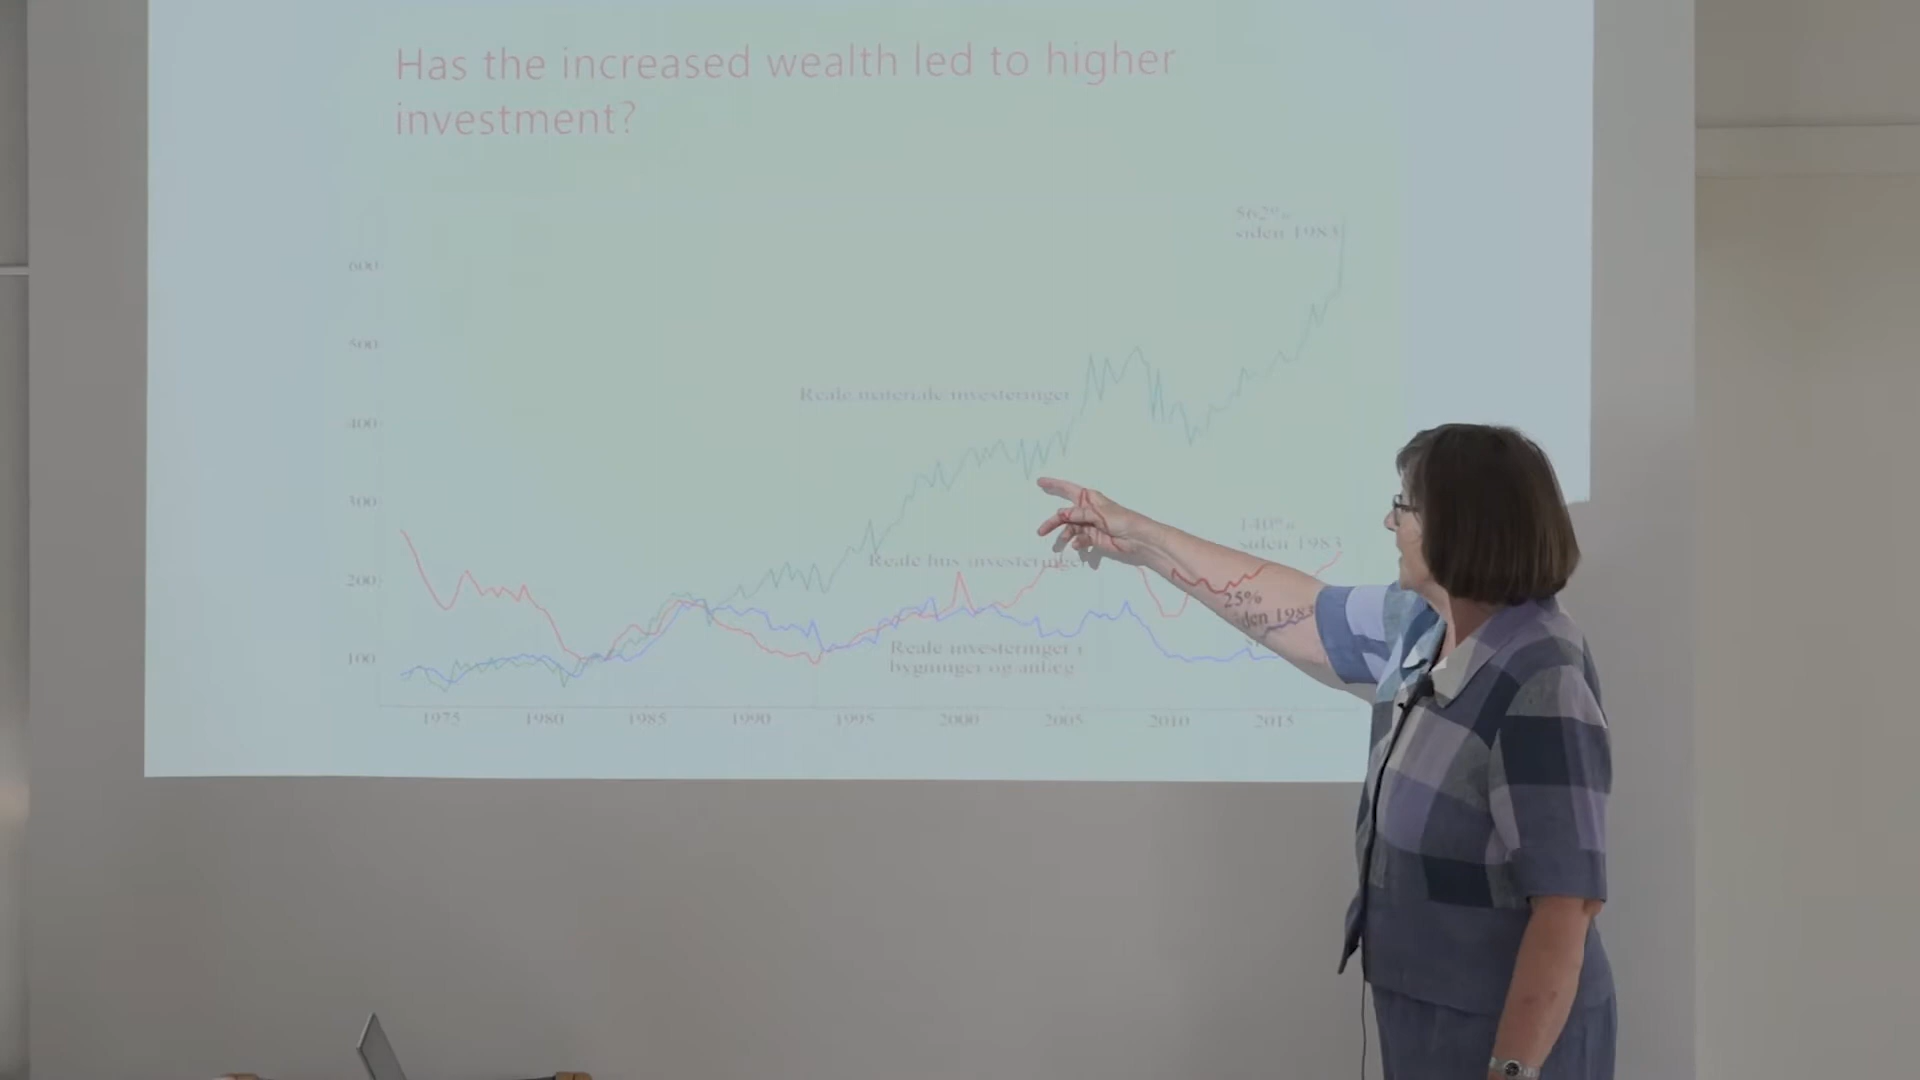 Has the increased wealth led to higher
investment?
562%
siden 1983
600
500
Reale materiale investeringer
400
300
140%
siden 1983
Reale hus investeringer
200
25%
siden 1983
Reale investeringer i
bygninger og anlæg
100
1975 1980 1985 1990 1995 2000 2005 2010 2015